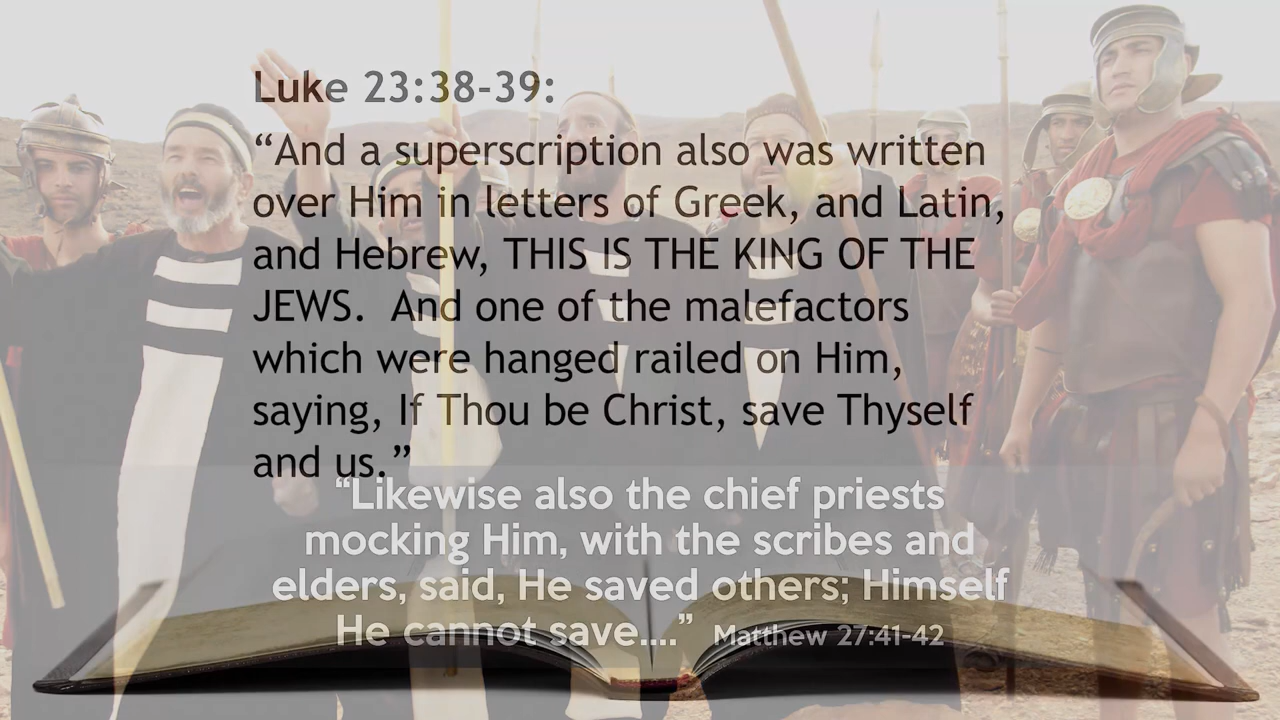 Luke 23:38-39:
“And a superscription also was written
over Him in letters of Greek, and Latin,
and Hebrew, THIS IS THE KING OF THE
JEWS.  And one of the malefactors
which were hanged railed on Him,
saying, If Thou be Christ, save Thyself
and us.”
“Likewise also the chief priests
mocking Him, with the scribes and
elders, said, He saved others; Himself
He cannot save....” Matthew 27:41-42